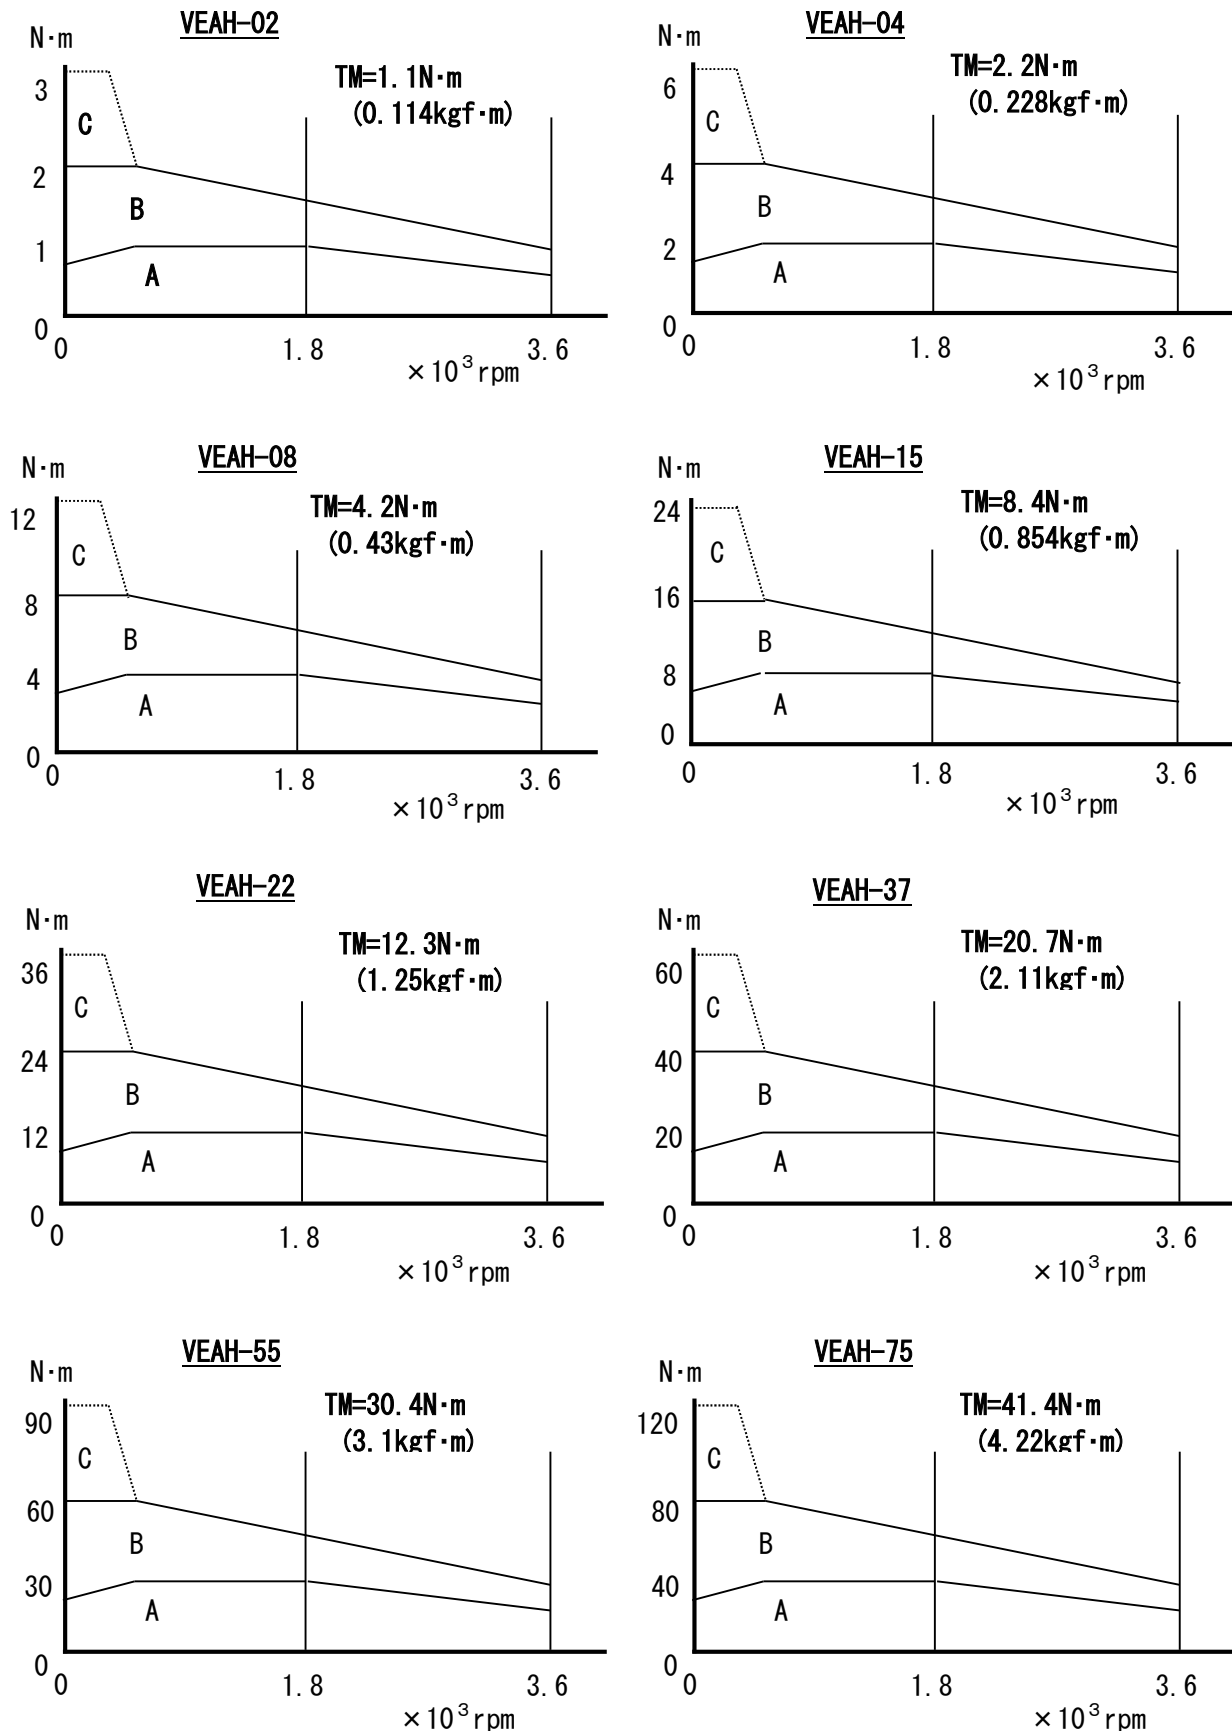 VEAH-02
N·m
TM=1.1N·m
(0.114kgf·m)
3
C
2
B
1
A
0
0 1.8 3.6
×10³rpm
VEAH-04
N·m
TM=2.2N·m
(0.228kgf·m)
6
C
4
B
2
A
0
0 1.8 3.6
×10³rpm
VEAH-08
N·m
TM=4.2N·m
(0.43kgf·m)
12
C
8
B
4
A
0
0 1.8 3.6
×10³rpm
VEAH-15
N·m
TM=8.4N·m
(0.854kgf·m)
24
C
16
B
8
A
0
0 1.8 3.6
×10³rpm
VEAH-22
N·m
TM=12.3N·m
(1.25kgf·m)
36
C
24
B
12
A
0
0 1.8 3.6
×10³rpm
VEAH-37
N·m
TM=20.7N·m
(2.11kgf·m)
60
C
40
B
20
A
0
0 1.8 3.6
×10³rpm
VEAH-55
N·m
TM=30.4N·m
(3.1kgf·m)
90
C
60
B
30
A
0
0 1.8 3.6
×10³rpm
VEAH-75
N·m
TM=41.4N·m
(4.22kgf·m)
120
C
80
B
40
A
0
0 1.8 3.6
×10³rpm